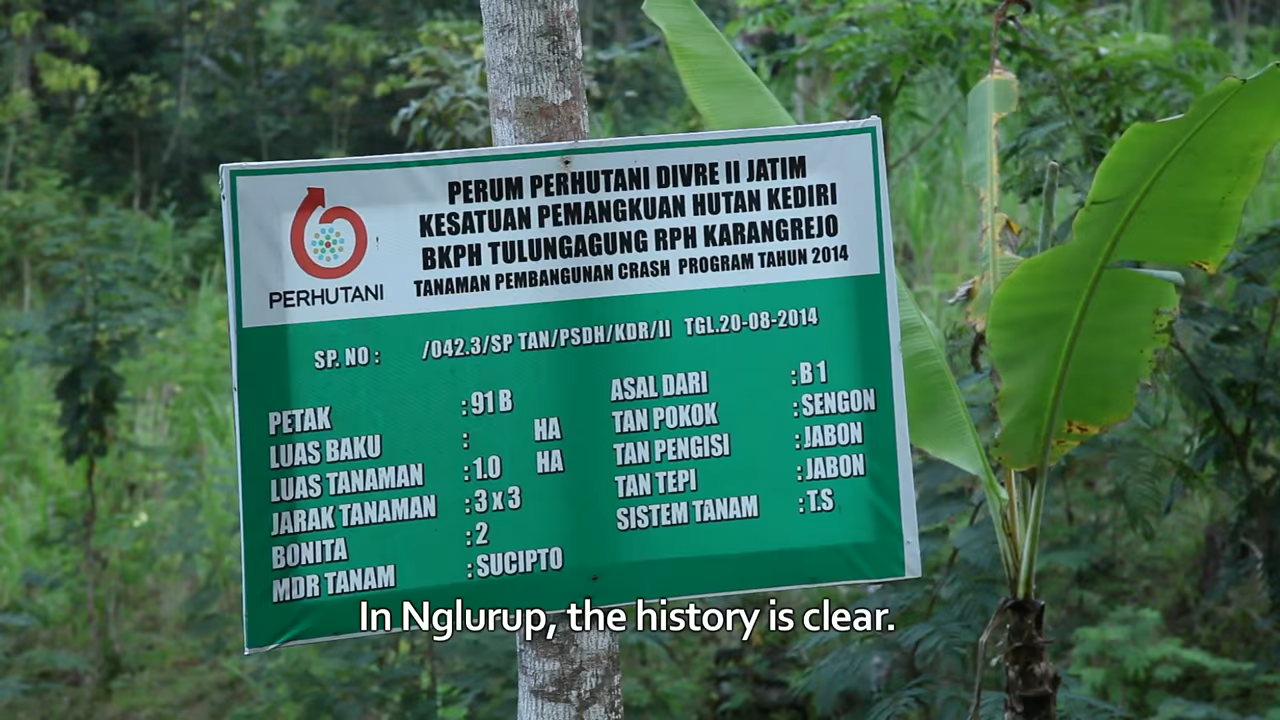 PERHUTANI
PERUM PERHUTANI DIVRE II JATIM
KESATUAN PEMANGKUAN HUTAN KEDIRI
BKPH TULUNGAGUNG RPH KARANGREJO
TANAMAN PEMBANGUNAN CRASH PROGRAM TAHUN 2014
SP. NO : /042.3/SP TAN/PSDH/KDR/II TGL.20-08-2014
PETAK : 91 B
LUAS BAKU : HA
LUAS TANAMAN : 1.0 HA
JARAK TANAMAN : 3 x 3
BONITA : 2
MDR TANAM : SUCIPTO
ASAL DARI : B 1
TAN POKOK : SENGON
TAN PENGISI : JABON
TAN TEPI : JABON
SISTEM TANAM : T.S
In Nglurup, the history is clear.